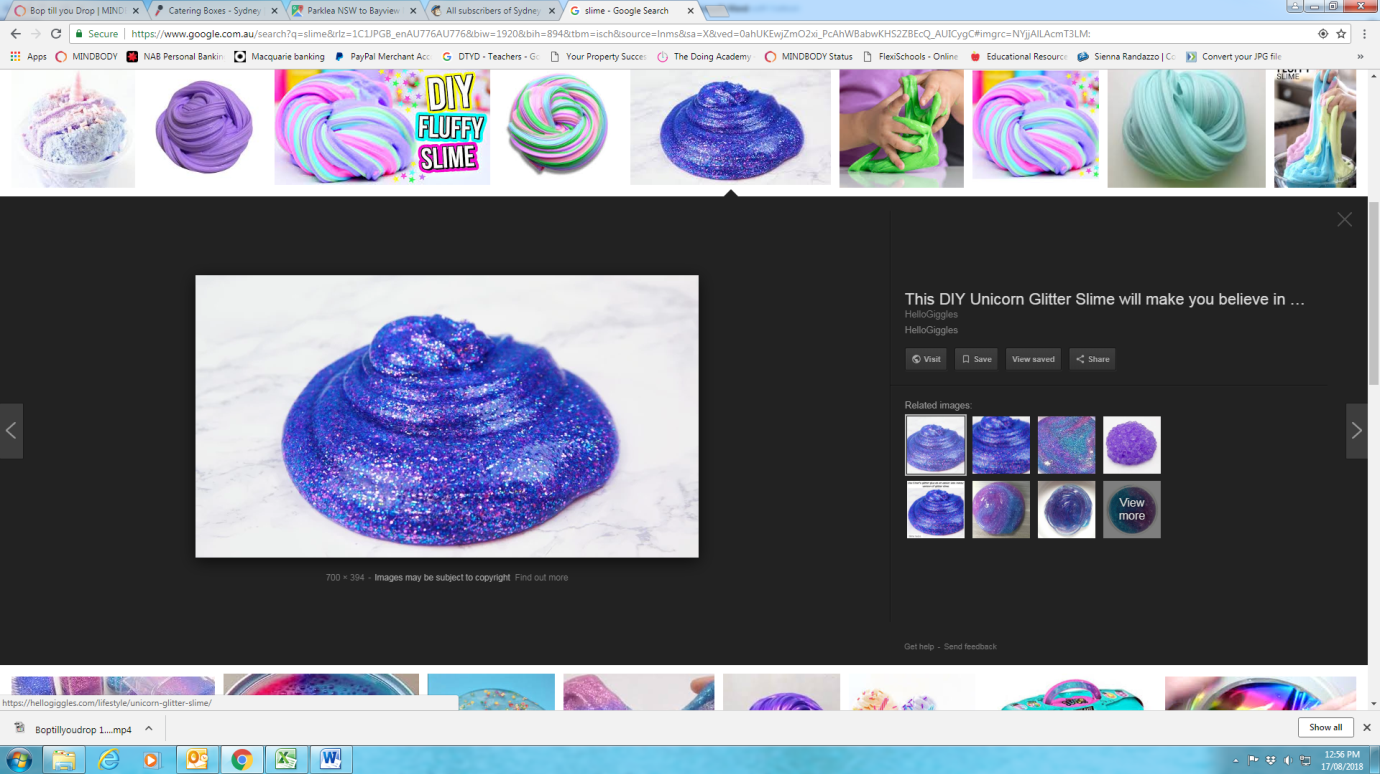 Bop till you Drop | MINDB
Catering Boxes - Sydney
Parklea NSW to Bayview
All subscribers of Sydney
slime - Google Search
Secure
https://www.google.com.au/search?q=slime&rlz=1C1JPGB_enAU776AU776&biw=1920&bih=894&tbm=isch&source=lnms&sa=X&ved=0ahUKEwjZmO2xi_PcAhWBabwKHS2ZBEcQ_AUICygC#imgrc=NYjjAlLAcmT3LM:
Apps
MINDBODY
NAB Personal Bankin
Macquarie banking
PayPal Merchant Acc
DTYD - Teachers - Go
Your Property Succes
The Doing Academy
MINDBODY Status
FlexiSchools - Online
Educational Resource
Sienna Randazzo | Co
Convert your JPG file
»
DIY
FLUFFY
SLIME
SLIME
This DIY Unicorn Glitter Slime will make you believe in ...
HelloGiggles
HelloGiggles
Visit
Save
View saved
Share
Related images:
View
more
700 × 394 - Images may be subject to copyright Find out more
Get help - Send feedback
https://hellogiggles.com/lifestyle/unicorn-glitter-slime/
Boptillyoudrop 1....mp4
Show all
12:56 PM
17/08/2018